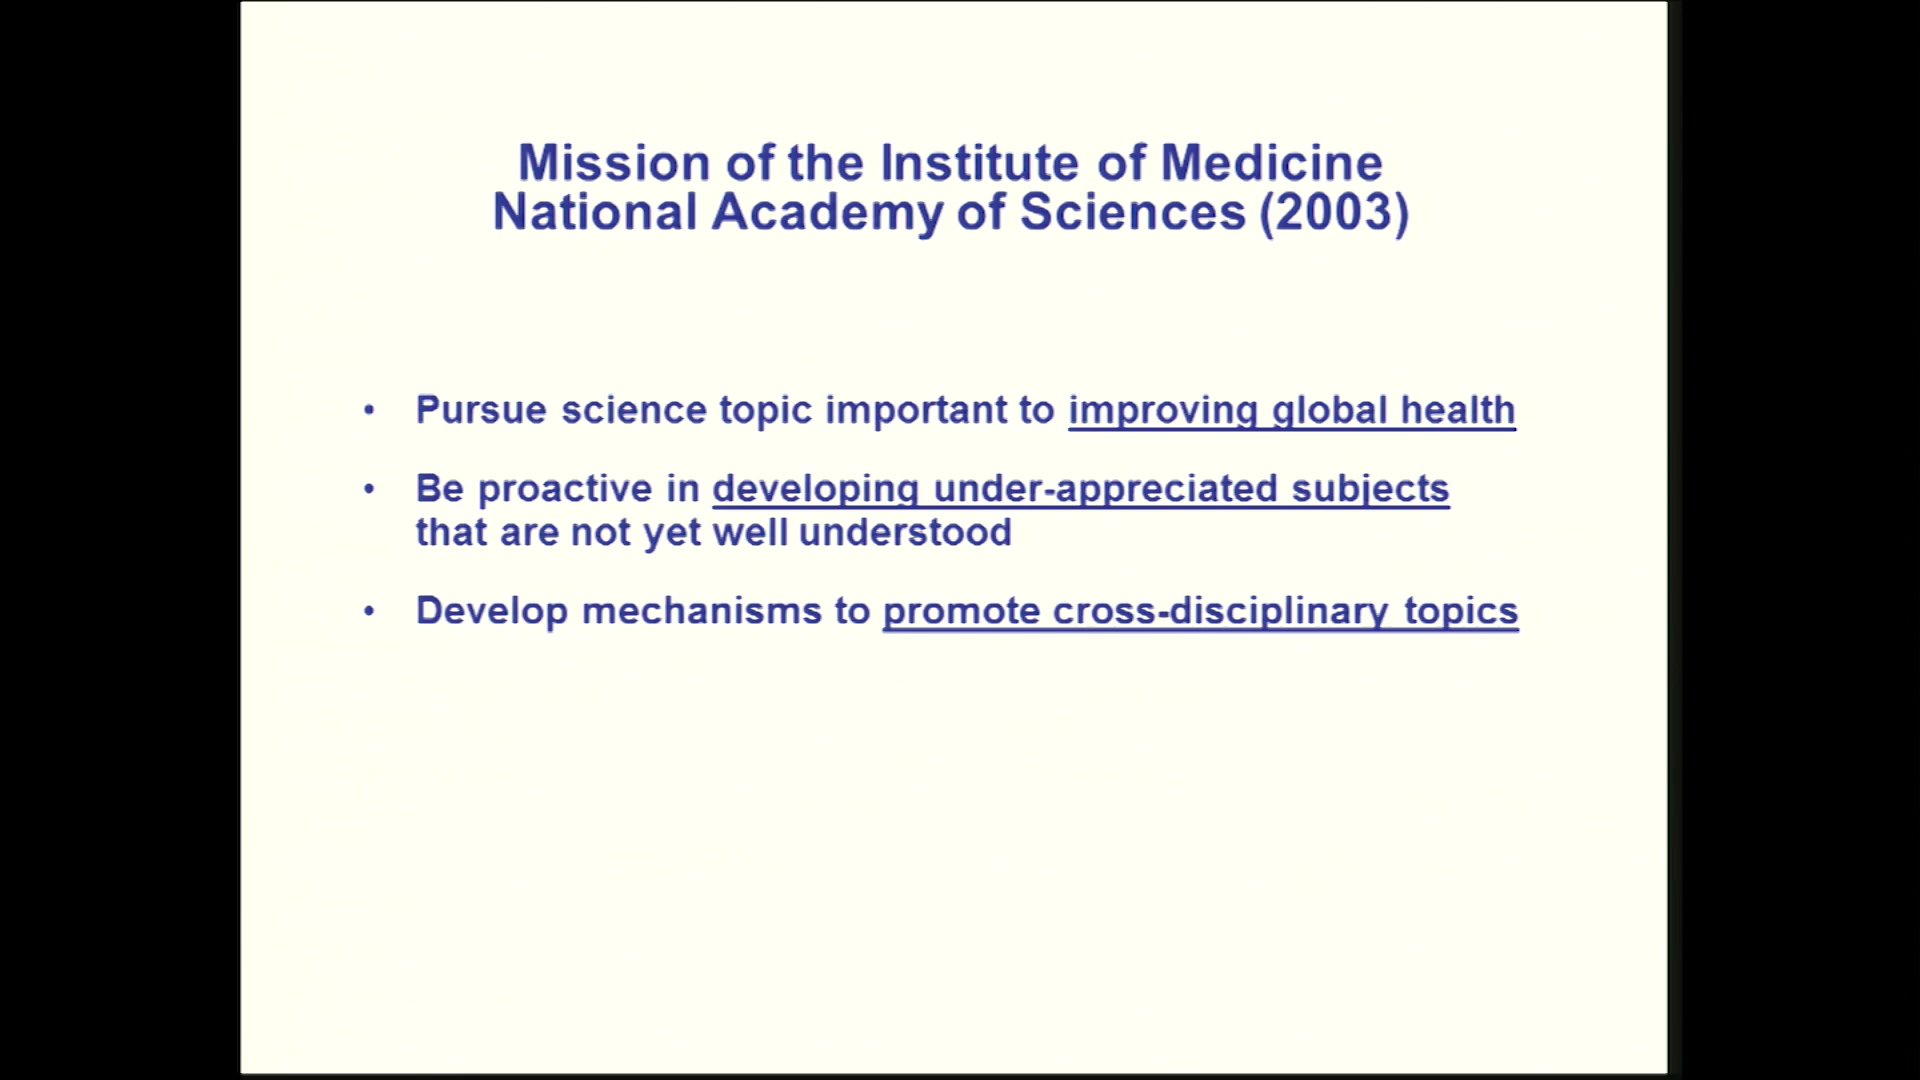 Mission of the Institute of Medicine
National Academy of Sciences (2003)
• Pursue science topic important to improving global health
• Be proactive in developing under-appreciated subjects
that are not yet well understood
• Develop mechanisms to promote cross-disciplinary topics